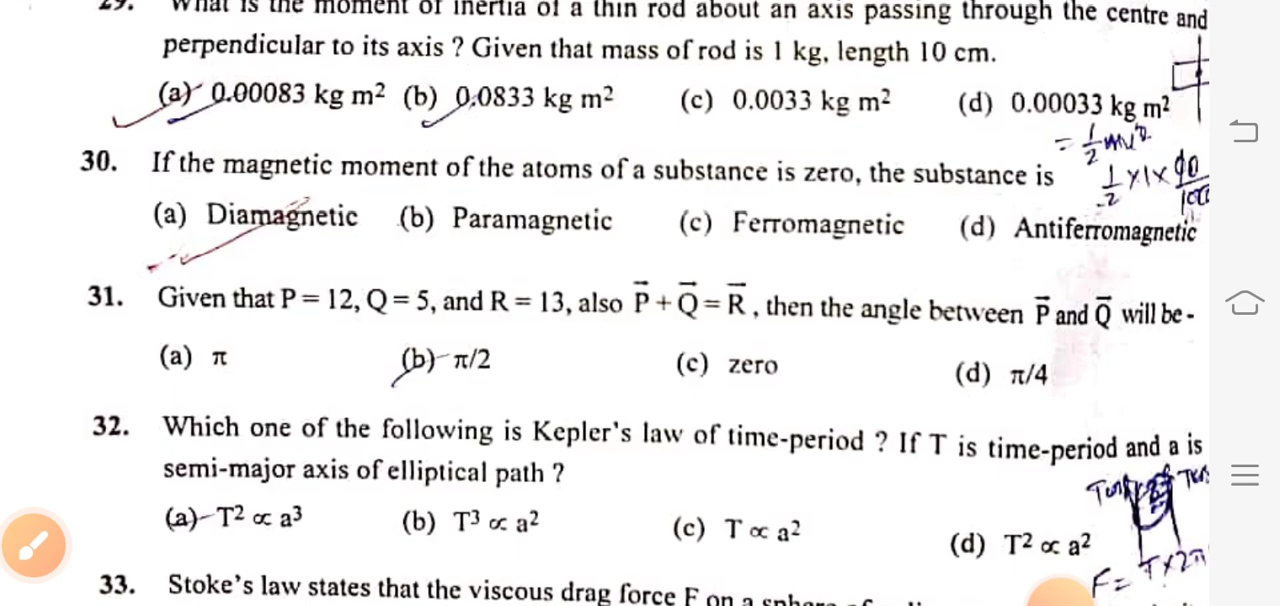 29. What is the moment of inertia of a thin rod about an axis passing through the centre and
perpendicular to its axis ? Given that mass of rod is 1 kg, length 10 cm.
(a) 0.00083 kg m² (b) 0.0833 kg m² (c) 0.0033 kg m² (d) 0.00033 kg m²
30. If the magnetic moment of the atoms of a substance is zero, the substance is
(a) Diamagnetic (b) Paramagnetic (c) Ferromagnetic (d) Antiferromagnetic
31. Given that P = 12, Q = 5, and R = 13, also P⃗ + Q⃗ = R⃗, then the angle between P⃗ and Q⃗ will be -
(a) π (b) π/2 (c) zero (d) π/4
32. Which one of the following is Kepler's law of time-period ? If T is time-period and a is
semi-major axis of elliptical path ?
(a) T² ∝ a³ (b) T³ ∝ a² (c) T ∝ a² (d) T² ∝ a²
33. Stoke's law states that the viscous drag force F on a